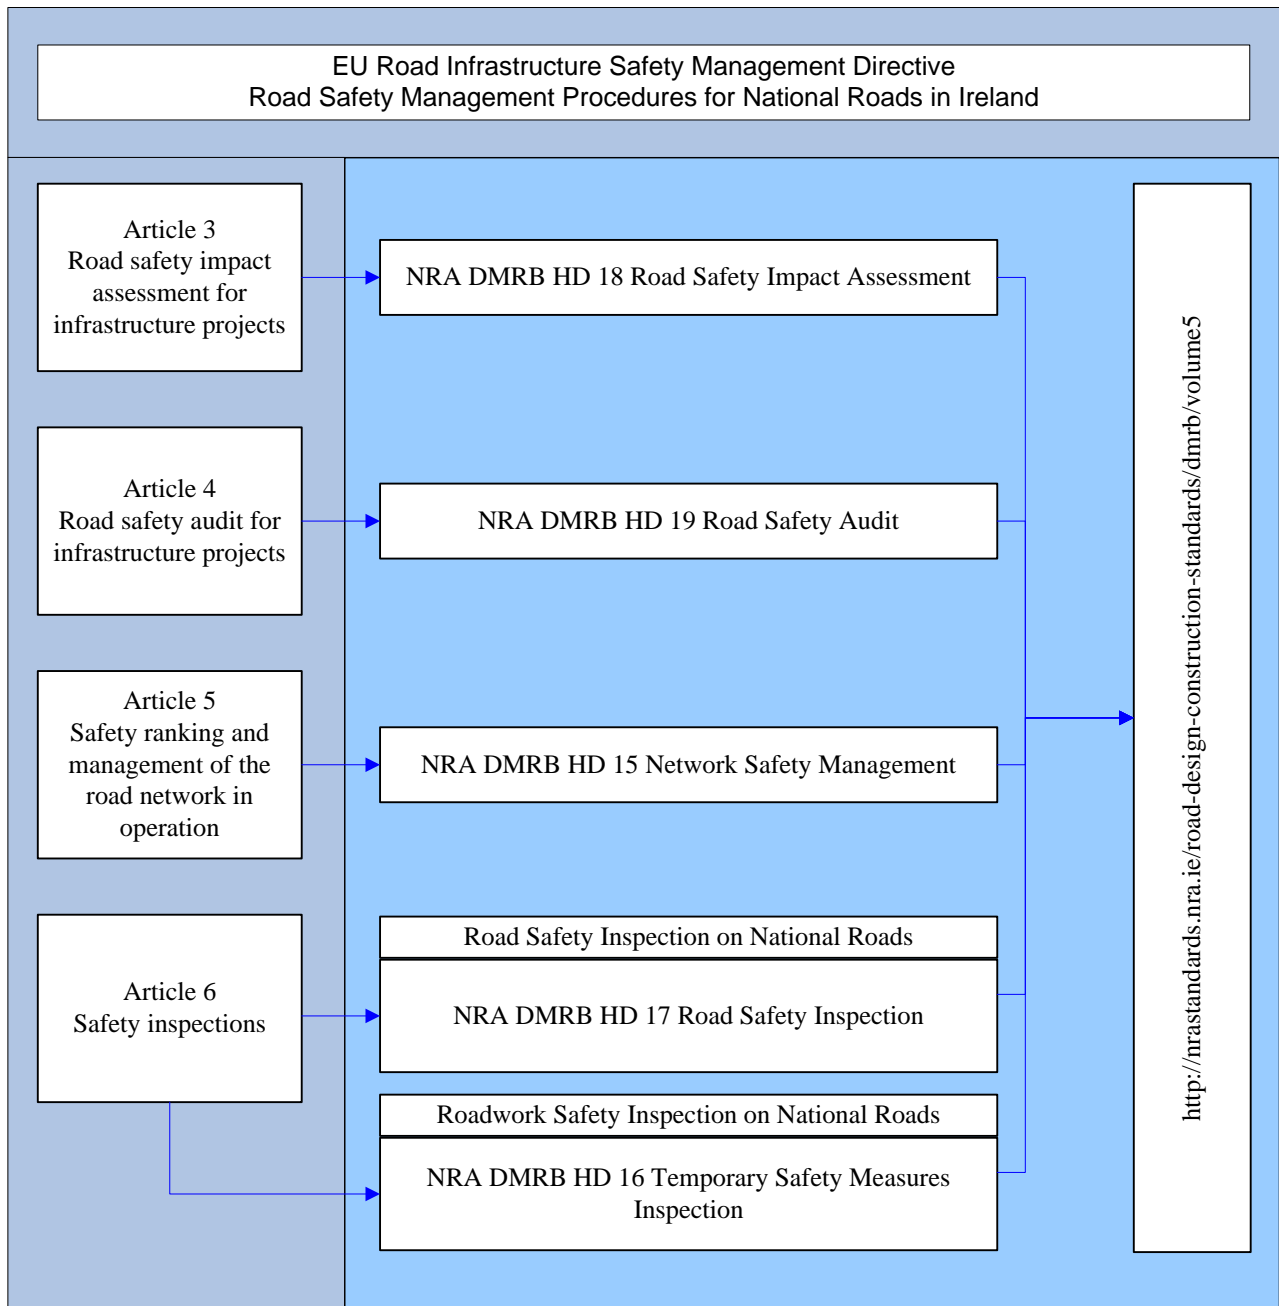 EU Road Infrastructure Safety Management Directive
Road Safety Management Procedures for National Roads in Ireland
Article 3
Road safety impact
assessment for
infrastructure projects
NRA DMRB HD 18 Road Safety Impact Assessment
Article 4
Road safety audit for
infrastructure projects
NRA DMRB HD 19 Road Safety Audit
Article 5
Safety ranking and
management of the
road network in
operation
NRA DMRB HD 15 Network Safety Management
Article 6
Safety inspections
Road Safety Inspection on National Roads
NRA DMRB HD 17 Road Safety Inspection
Roadwork Safety Inspection on National Roads
NRA DMRB HD 16 Temporary Safety Measures
Inspection
http://nrastandards.nra.ie/road-design-construction-standards/dmrb/volume5